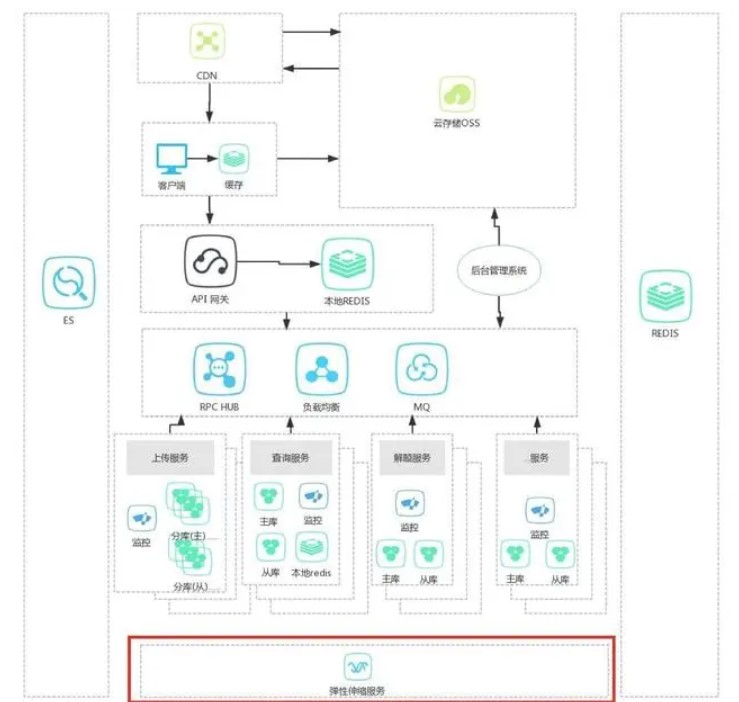 CDN
云存储OSS
客户端
缓存
API 网关
本地REDIS
后台管理系统
ES
REDIS
RPC HUB
负载均衡
MQ
上传服务
查询服务
解题服务
...服务
监控
分库(主)......
分库(从)......
主库
监控
从库
本地redis
监控
主库
从库
监控
主库
从库
弹性伸缩服务